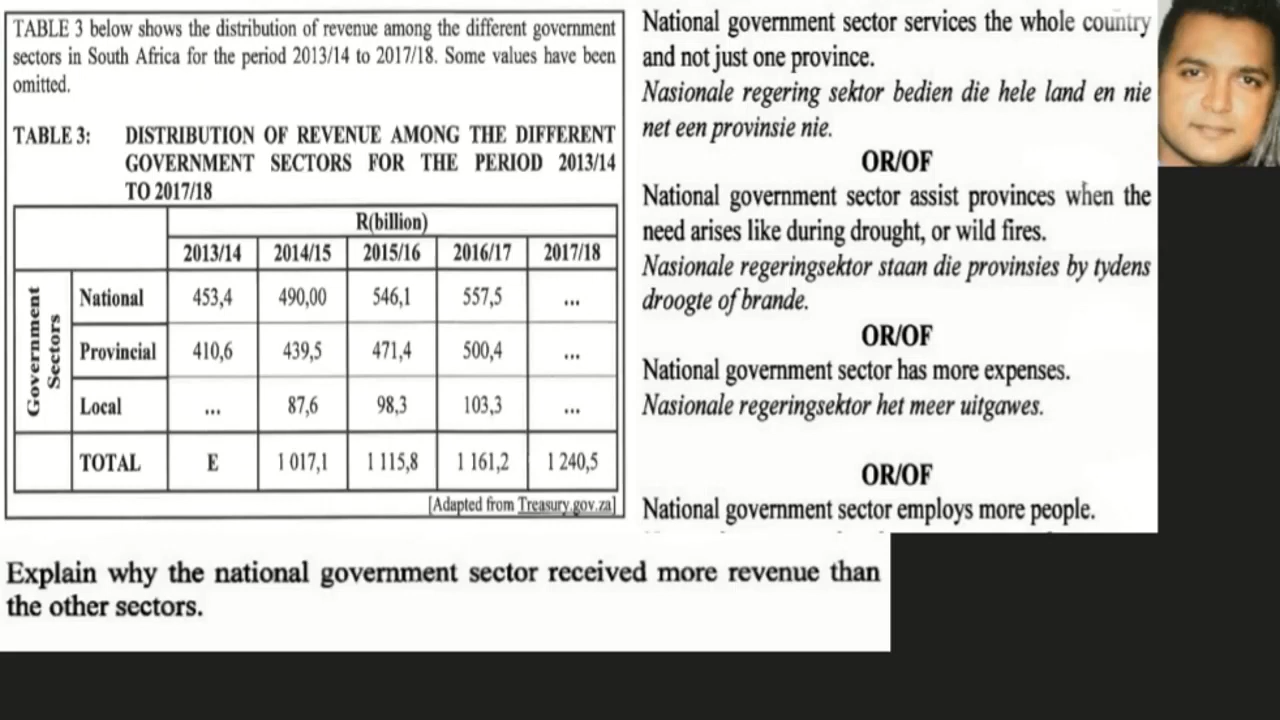 TABLE 3 below shows the distribution of revenue among the different government
sectors in South Africa for the period 2013/14 to 2017/18. Some values have been
omitted.
TABLE 3: DISTRIBUTION OF REVENUE AMONG THE DIFFERENT
GOVERNMENT SECTORS FOR THE PERIOD 2013/14
TO 2017/18
R(billion)
2013/14 2014/15 2015/16 2016/17 2017/18
Government
Sectors
National 453,4 490,00 546,1 557,5 ...
Provincial 410,6 439,5 471,4 500,4 ...
Local ... 87,6 98,3 103,3 ...
TOTAL E 1 017,1 1 115,8 1 161,2 1 240,5
[Adapted from Treasury.gov.za]
National government sector services the whole country
and not just one province.
Nasionale regering sektor bedien die hele land en nie
net een provinsie nie.
OR/OF
National government sector assist provinces when the
need arises like during drought, or wild fires.
Nasionale regeringsektor staan die provinsies by tydens
droogte of brande.
OR/OF
National government sector has more expenses.
Nasionale regeringsektor het meer uitgawes.
OR/OF
National government sector employs more people.
Explain why the national government sector received more revenue than
the other sectors.